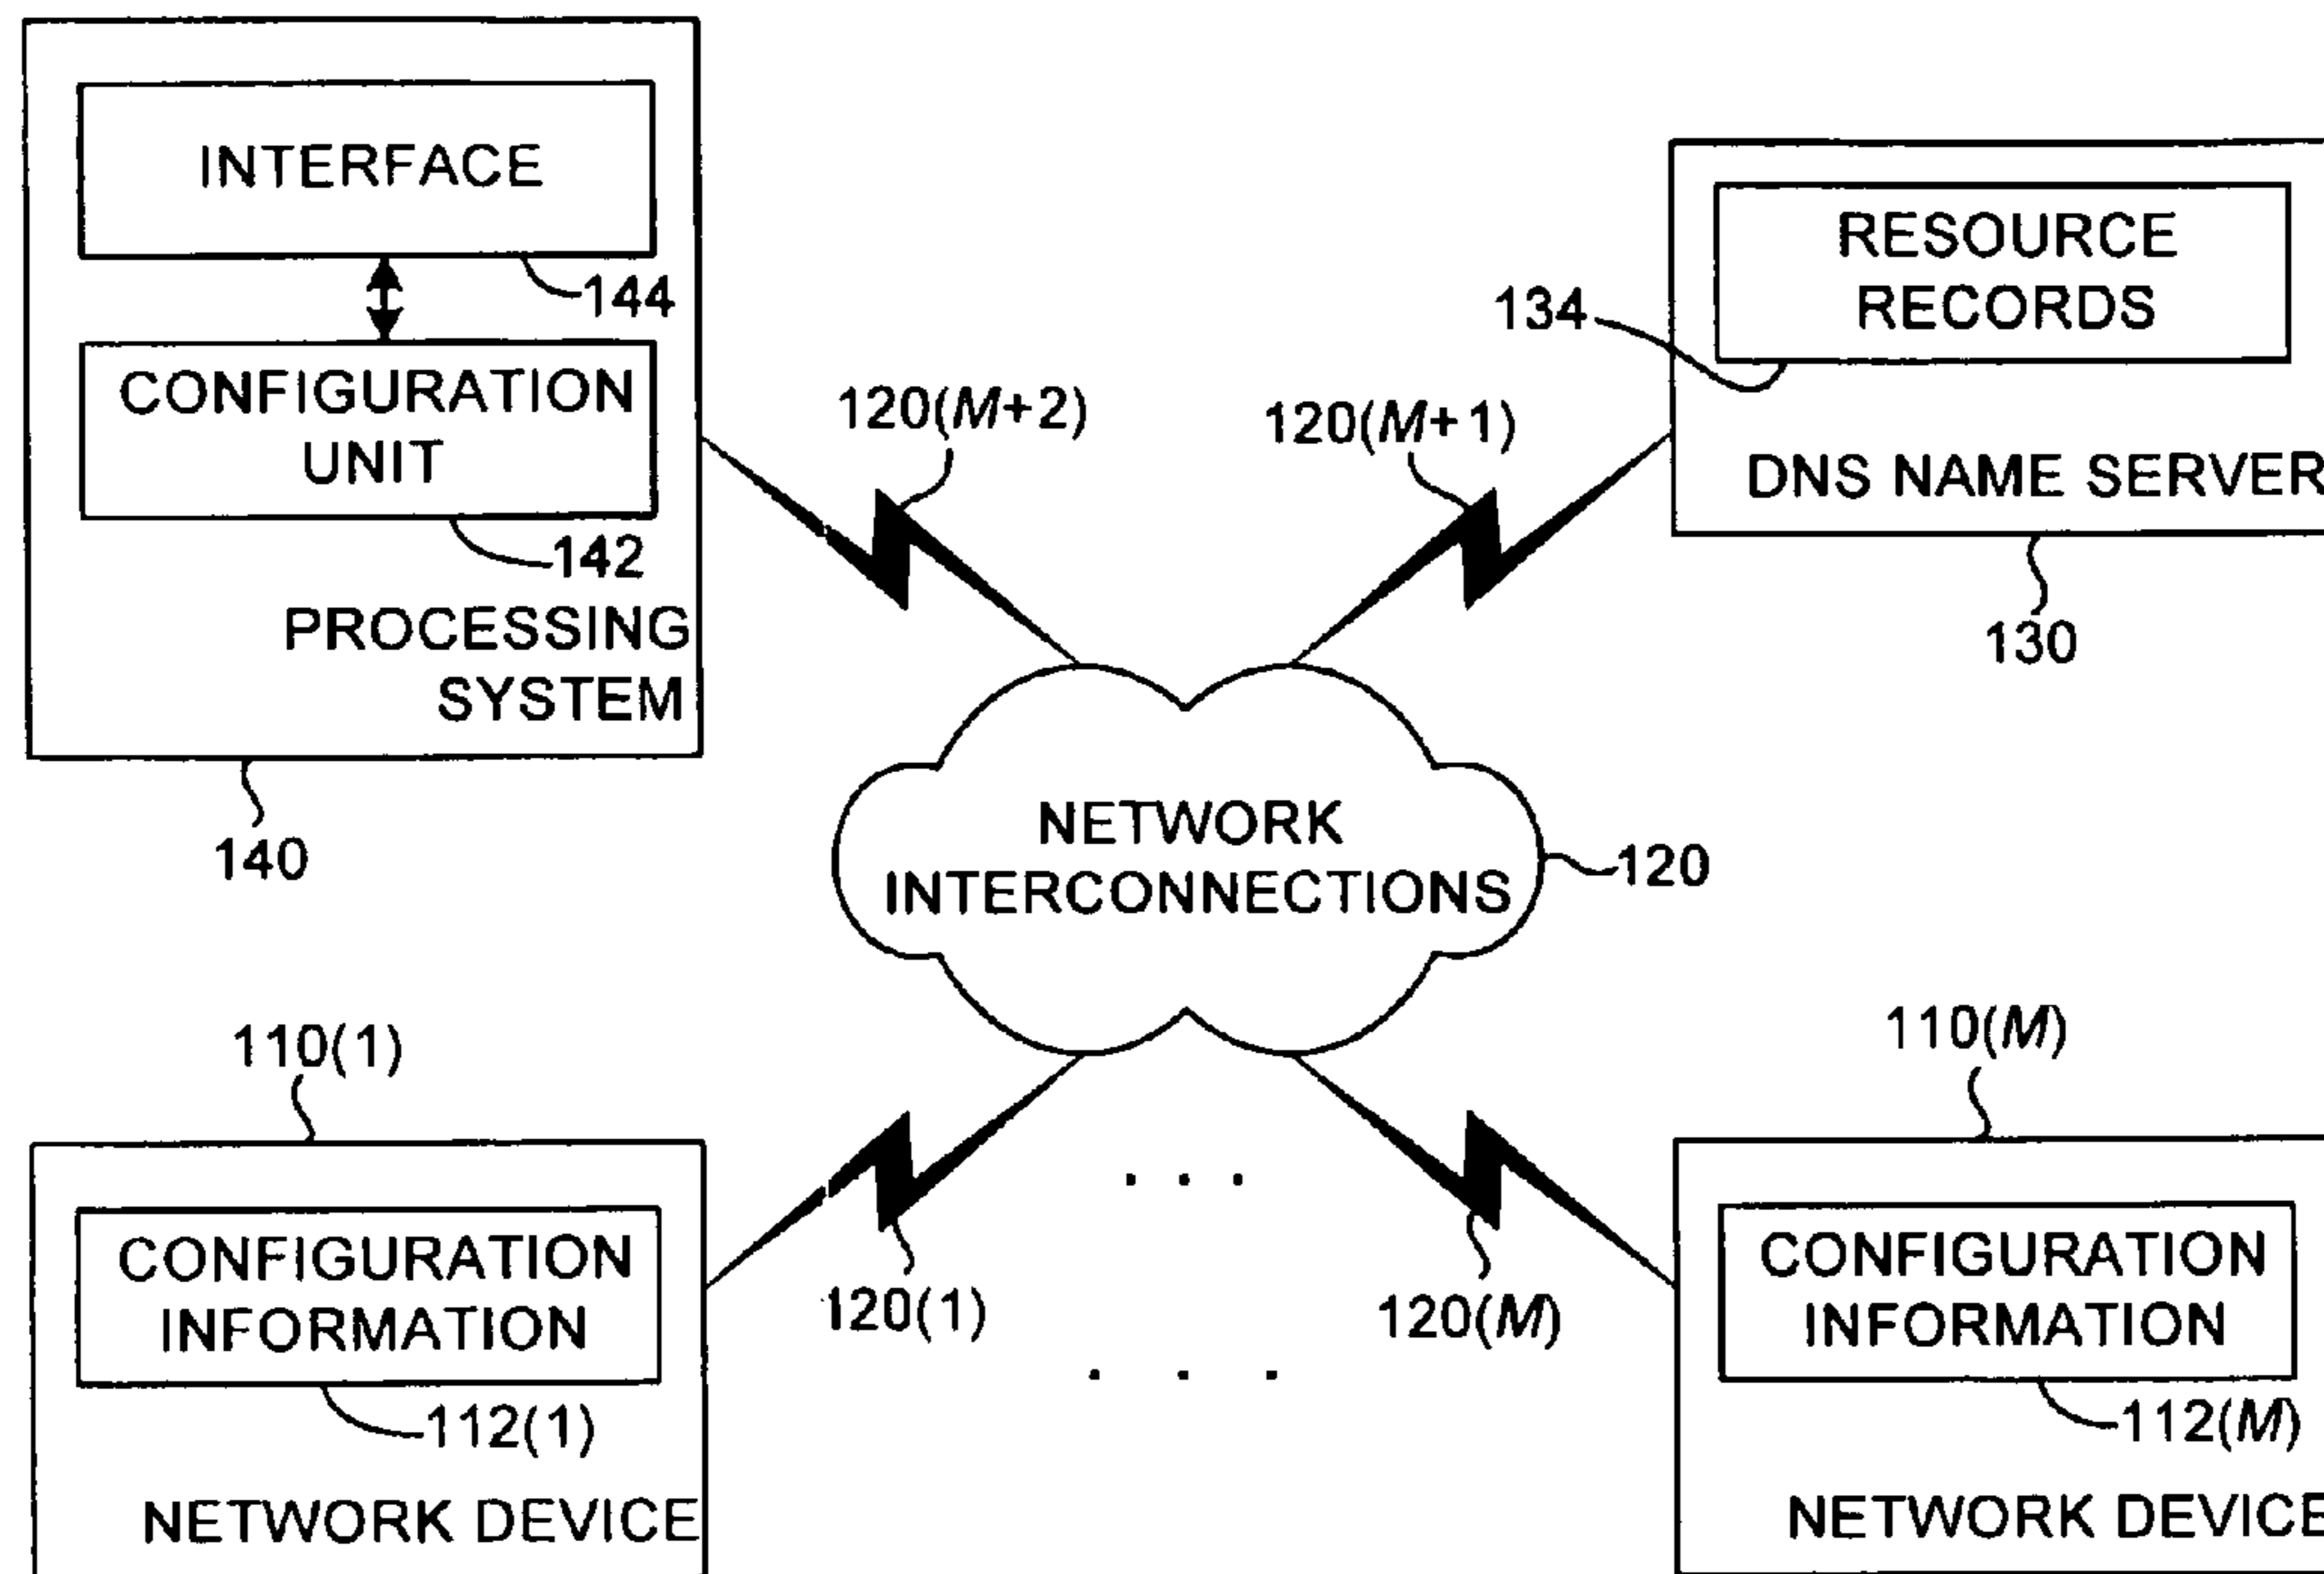 INTERFACE
144
CONFIGURATION
UNIT
142
PROCESSING
SYSTEM
140
RESOURCE
RECORDS
134
DNS NAME SERVER
130
120(M+2)
120(M+1)
NETWORK
INTERCONNECTIONS
120
110(1)
CONFIGURATION
INFORMATION
112(1)
NETWORK DEVICE
120(1)
. . .
120(M)
. . .
110(M)
CONFIGURATION
INFORMATION
112(M)
NETWORK DEVICE